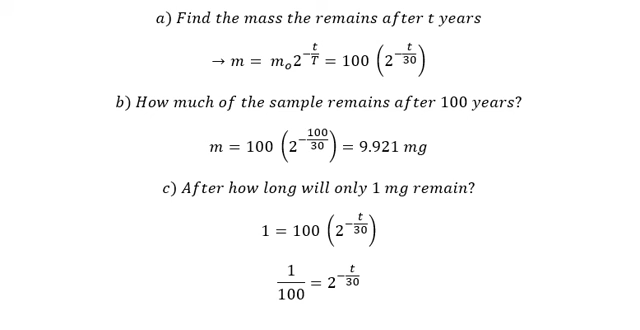 a) Find the mass the remains after t years
→ m = m₀2^(-t/T) = 100 (2^(-t/30))
b) How much of the sample remains after 100 years?
m = 100 (2^(-100/30)) = 9.921 mg
c) After how long will only 1 mg remain?
1 = 100 (2^(-t/30))
1/100 = 2^(-t/30)